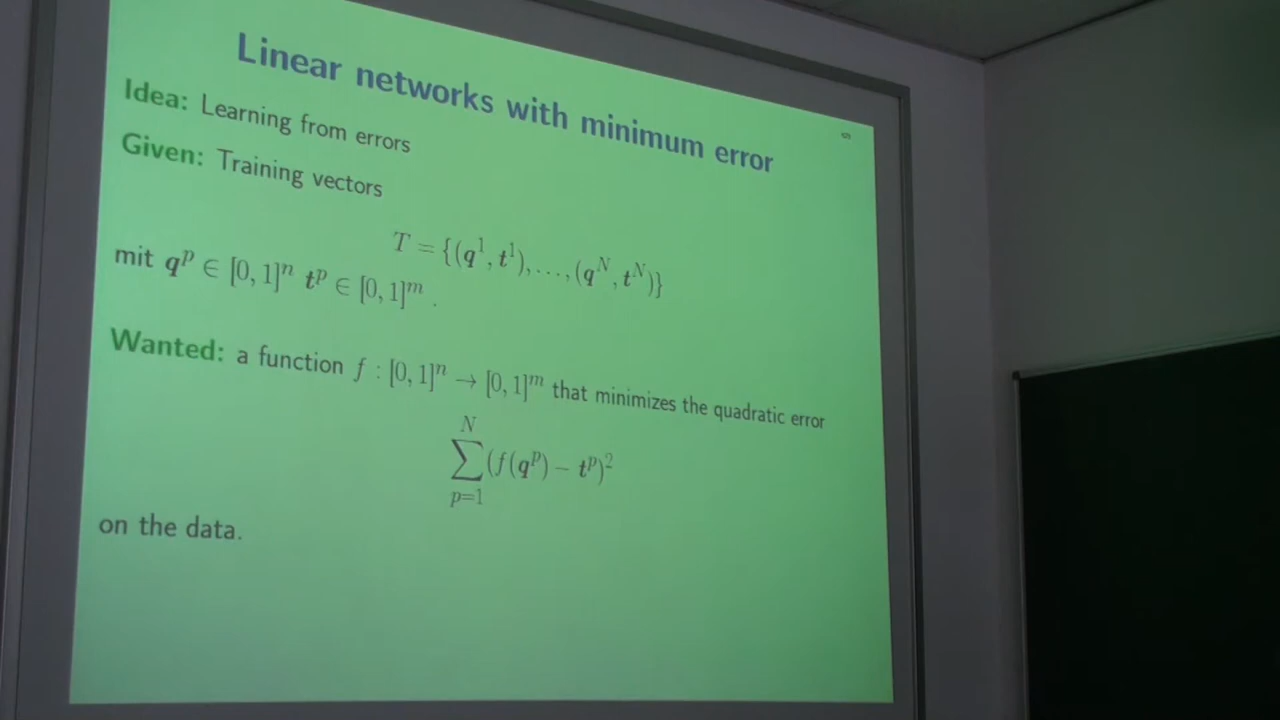 Linear networks with minimum error
Idea: Learning from errors
Given: Training vectors
T = {(q^1, t^1), ..., (q^N, t^N)}
mit q^p ∈ [0, 1]^n t^p ∈ [0, 1]^m .
Wanted: a function f : [0, 1]^n → [0, 1]^m that minimizes the quadratic error
∑_{p=1}^{N} (f(q^p) − t^p)^2
on the data.